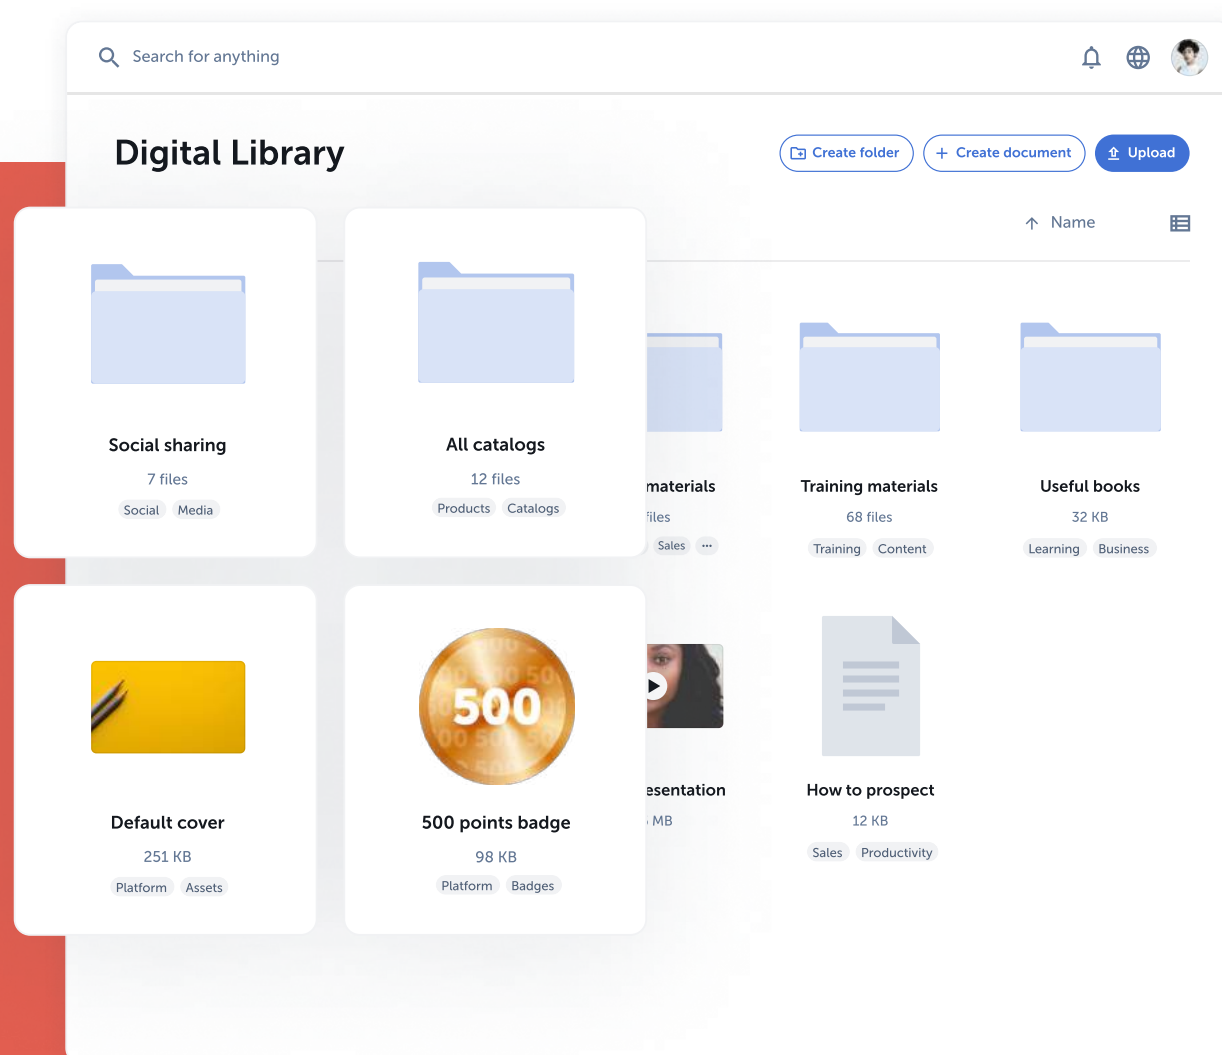 Search for anything
Digital Library
Create folder
Create document
Upload
Name
Social sharing
7 files
Social Media
All catalogs
12 files
Products Catalogs
materials
files
Sales ...
Training materials
68 files
Training Content
Useful books
32 KB
Learning Business
Default cover
251 KB
Platform Assets
500
500 points badge
98 KB
Platform Badges
esentation
MB
How to prospect
12 KB
Sales Productivity